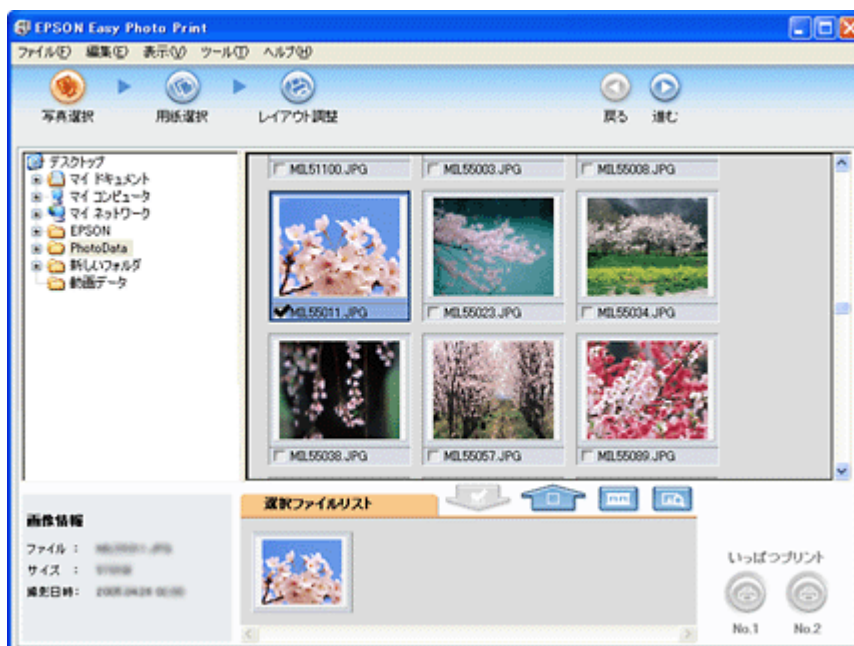 EPSON Easy Photo Print
ファイル(F) 編集(E) 表示(V) ツール(T) ヘルプ(H)
写真選択 用紙選択 レイアウト調整 戻る 進む
デスクトップ
マイ ドキュメント
マイ コンピュータ
マイ ネットワーク
EPSON
PhotoData
新しいフォルダ
動画データ
MIL51100.JPG MIL55003.JPG MIL55008.JPG
MIL55011.JPG MIL55023.JPG MIL55034.JPG
MIL55038.JPG MIL55057.JPG MIL55089.JPG
選択ファイルリスト
画像情報
ファイル :
サイズ :
撮影日時:
いっぱつプリント
No.1 No.2